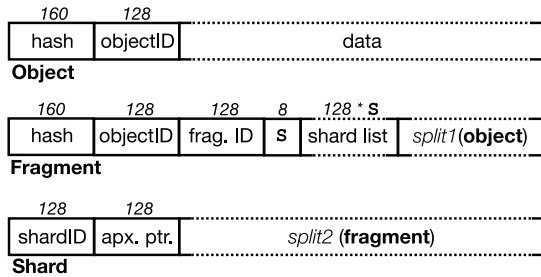 160 128
hash objectID data
Object
160 128 128 8 128 * S
hash objectID frag. ID S shard list split1(object)
Fragment
128 128
shardID apx. ptr. split2 (fragment)
Shard